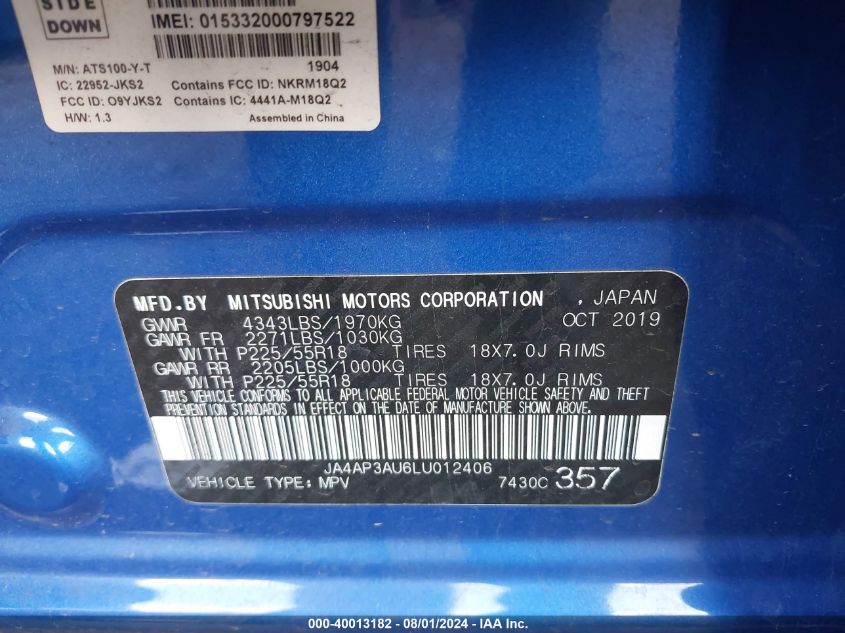 SIDE
DOWN
IMEI: 015332000797522
M/N: ATS100-Y-T 1904
IC: 22952-JKS2 Contains FCC ID: NKRM18Q2
FCC ID: O9YJKS2 Contains IC: 4441A-M18Q2
H/W: 1.3 Assembled in China
MFD.BY MITSUBISHI MOTORS CORPORATION , JAPAN
GVWR 4343LBS/1970KG OCT 2019
GAWR FR 2271LBS/1030KG
WITH P225/55R18 TIRES 18X7.0J RIMS
GAWR RR 2205LBS/1000KG
WITH P225/55R18 TIRES 18X7.0J RIMS
THIS VEHICLE CONFORMS TO ALL APPLICABLE FEDERAL MOTOR VEHICLE SAFETY AND THEFT
PREVENTION STANDARDS IN EFFECT ON THE DATE OF MANUFACTURE SHOWN ABOVE.
JA4AP3AU6LU012406
VEHICLE TYPE: MPV 7430C 357
000-40013182 - 08/01/2024 - IAA Inc.